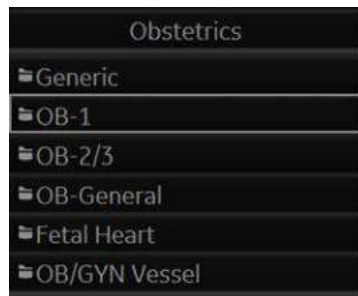 Obstetrics
Generic
OB-1
OB-2/3
OB-General
Fetal Heart
OB/GYN Vessel